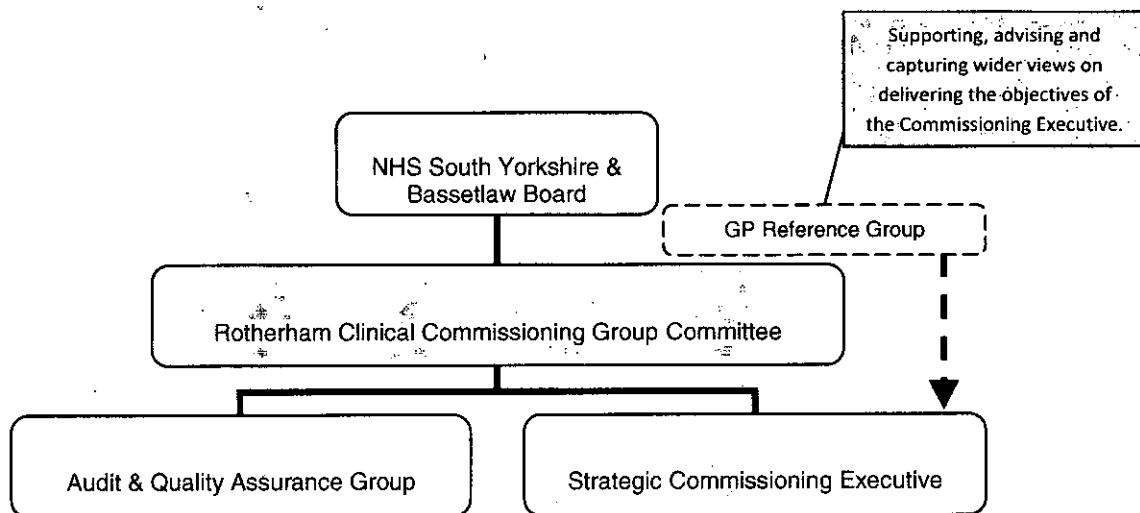 Supporting, advising and
capturing wider views on
delivering the objectives of
the Commissioning Executive.
NHS South Yorkshire &
Bassetlaw Board
GP Reference Group
Rotherham Clinical Commissioning Group Committee
Audit & Quality Assurance Group
Strategic Commissioning Executive